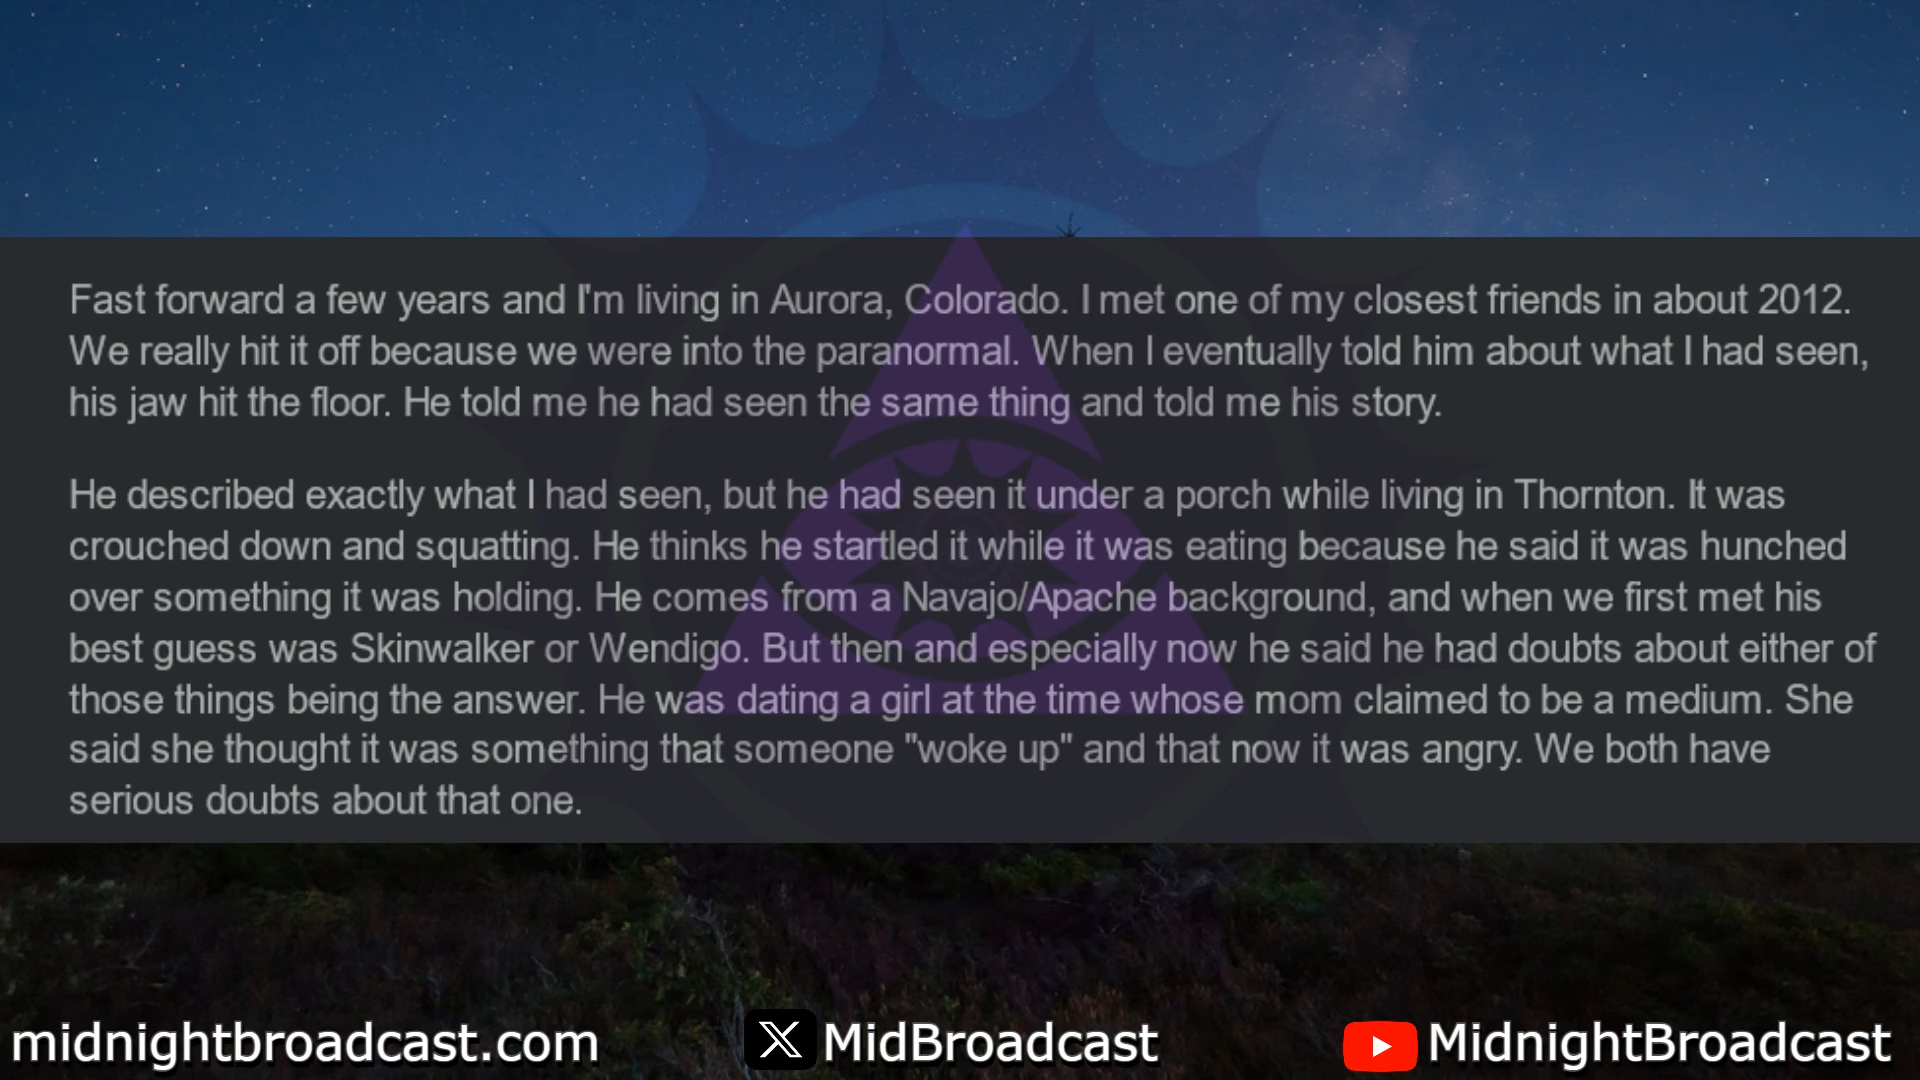 Fast forward a few years and I'm living in Aurora, Colorado. I met one of my closest friends in about 2012.
We really hit it off because we were into the paranormal. When I eventually told him about what I had seen,
his jaw hit the floor. He told me he had seen the same thing and told me his story.
He described exactly what I had seen, but he had seen it under a porch while living in Thornton. It was
crouched down and squatting. He thinks he startled it while it was eating because he said it was hunched
over something it was holding. He comes from a Navajo/Apache background, and when we first met his
best guess was Skinwalker or Wendigo. But then and especially now he said he had doubts about either of
those things being the answer. He was dating a girl at the time whose mom claimed to be a medium. She
said she thought it was something that someone "woke up" and that now it was angry. We both have
serious doubts about that one.
midnightbroadcast.com
MidBroadcast
MidnightBroadcast